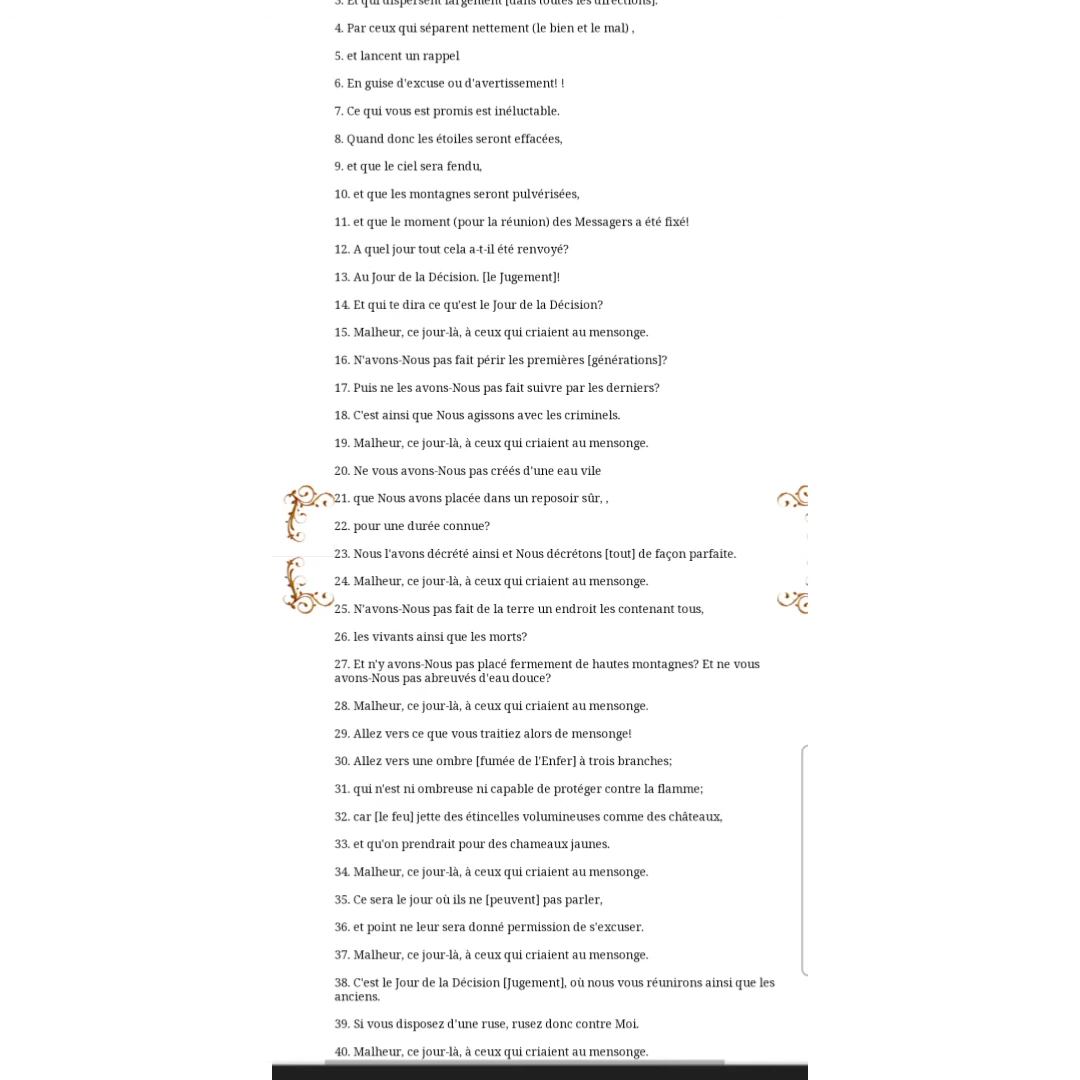 3. Et qui dispersent largement [dans toutes les directions].
4. Par ceux qui séparent nettement (le bien et le mal) ,
5. et lancent un rappel
6. En guise d'excuse ou d'avertissement! !
7. Ce qui vous est promis est inéluctable.
8. Quand donc les étoiles seront effacées,
9. et que le ciel sera fendu,
10. et que les montagnes seront pulvérisées,
11. et que le moment (pour la réunion) des Messagers a été fixé!
12. A quel jour tout cela a-t-il été renvoyé?
13. Au Jour de la Décision. [le Jugement]!
14. Et qui te dira ce qu'est le Jour de la Décision?
15. Malheur, ce jour-là, à ceux qui criaient au mensonge.
16. N'avons-Nous pas fait périr les premières [générations]?
17. Puis ne les avons-Nous pas fait suivre par les derniers?
18. C'est ainsi que Nous agissons avec les criminels.
19. Malheur, ce jour-là, à ceux qui criaient au mensonge.
20. Ne vous avons-Nous pas créés d'une eau vile
21. que Nous avons placée dans un reposoir sûr, ,
22. pour une durée connue?
23. Nous l'avons décrété ainsi et Nous décrétons [tout] de façon parfaite.
24. Malheur, ce jour-là, à ceux qui criaient au mensonge.
25. N'avons-Nous pas fait de la terre un endroit les contenant tous,
26. les vivants ainsi que les morts?
27. Et n'y avons-Nous pas placé fermement de hautes montagnes? Et ne vous
avons-Nous pas abreuvés d'eau douce?
28. Malheur, ce jour-là, à ceux qui criaient au mensonge.
29. Allez vers ce que vous traitiez alors de mensonge!
30. Allez vers une ombre [fumée de l'Enfer] à trois branches;
31. qui n'est ni ombreuse ni capable de protéger contre la flamme;
32. car [le feu] jette des étincelles volumineuses comme des châteaux,
33. et qu'on prendrait pour des chameaux jaunes.
34. Malheur, ce jour-là, à ceux qui criaient au mensonge.
35. Ce sera le jour où ils ne [peuvent] pas parler,
36. et point ne leur sera donné permission de s'excuser.
37. Malheur, ce jour-là, à ceux qui criaient au mensonge.
38. C'est le Jour de la Décision [Jugement], où nous vous réunirons ainsi que les
anciens.
39. Si vous disposez d'une ruse, rusez donc contre Moi.
40. Malheur, ce jour-là, à ceux qui criaient au mensonge.